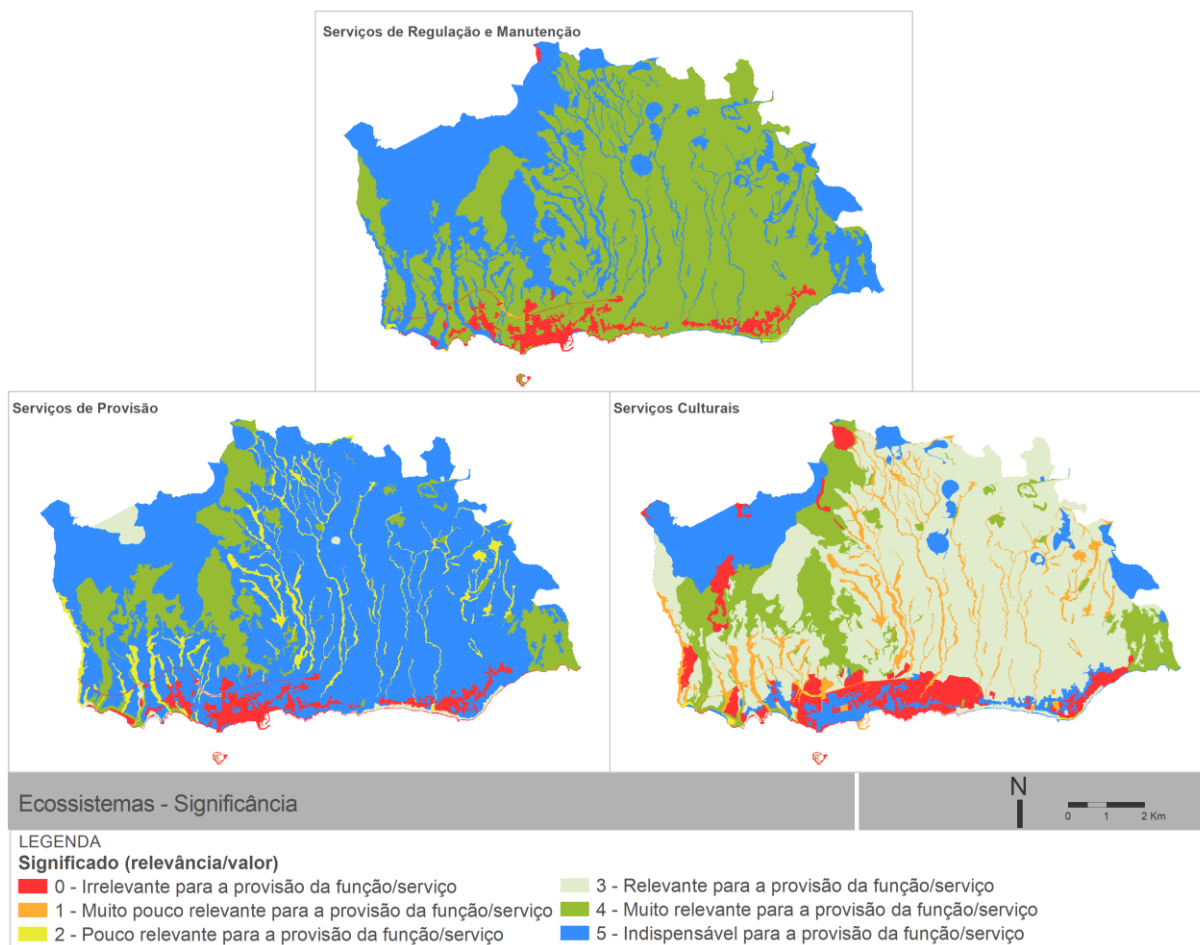 Serviços de Regulação e Manutenção
Serviços de Provisão
Serviços Culturais
Ecossistemas - Significância
N
0 1 2 Km
LEGENDA
Significado (relevância/valor)
0 - Irrelevante para a provisão da função/serviço
1 - Muito pouco relevante para a provisão da função/serviço
2 - Pouco relevante para a provisão da função/serviço
3 - Relevante para a provisão da função/serviço
4 - Muito relevante para a provisão da função/serviço
5 - Indispensável para a provisão da função/serviço